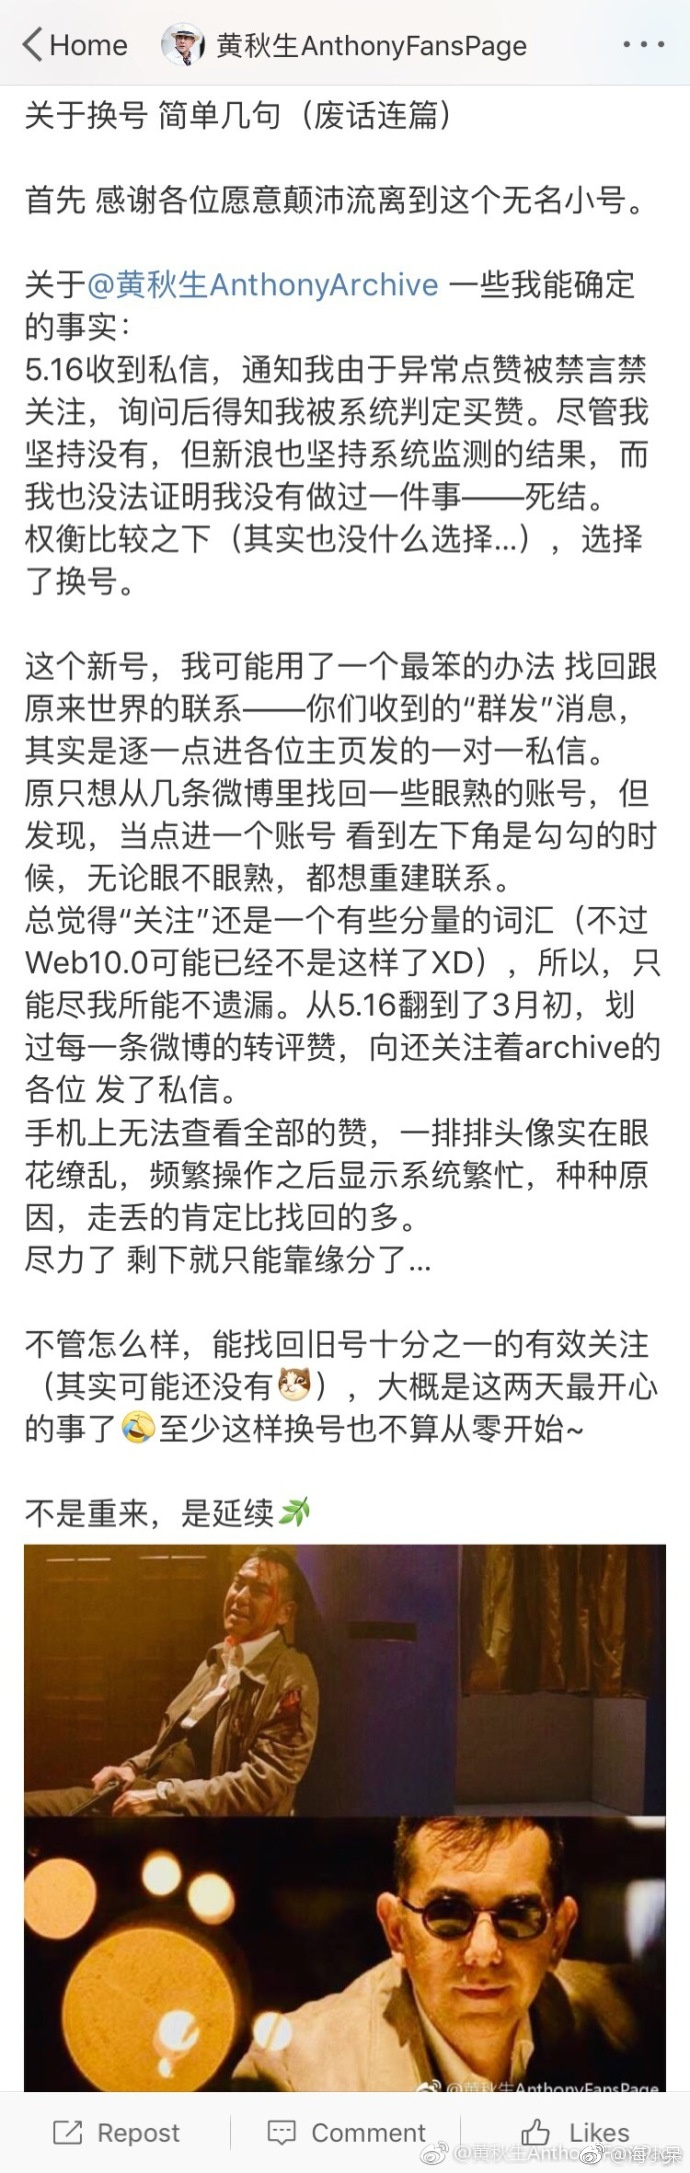 Home 黄秋生AnthonyFansPage
关于换号 简单几句（废话连篇）
首先 感谢各位愿意颠沛流离到这个无名小号。
关于@黄秋生AnthonyArchive 一些我能确定
的事实：
5.16收到私信，通知我由于异常点赞被禁言禁
关注，询问后得知我被系统判定买赞。尽管我
坚持没有，但新浪也坚持系统监测的结果，而
我也没法证明我没有做过一件事——死结。
权衡比较之下（其实也没什么选择...），选择
了换号。
这个新号，我可能用了一个最笨的办法 找回跟
原来世界的联系——你们收到的“群发”消息，
其实是逐一点进各位主页发的一对一私信。
原只想从几条微博里找回一些眼熟的账号，但
发现，当点进一个账号 看到左下角是勾勾的时
候，无论眼不眼熟，都想重建联系。
总觉得“关注”还是一个有些分量的词汇（不过
Web10.0可能已经不是这样了XD），所以，只
能尽我所能不遗漏。从5.16翻到了3月初，划
过每一条微博的转评赞，向还关注着archive的
各位 发了私信。
手机上无法查看全部的赞，一排排头像实在眼
花缭乱，频繁操作之后显示系统繁忙，种种原
因，走丢的肯定比找回的多。
尽力了 剩下就只能靠缘分了...
不管怎么样，能找回旧号十分之一的有效关注
（其实可能还没有🐱），大概是这两天最开心
的事了🤣至少这样换号也不算从零开始~
不是重来，是延续🌿
@黄秋生AnthonyFansPage
Repost Comment Likes